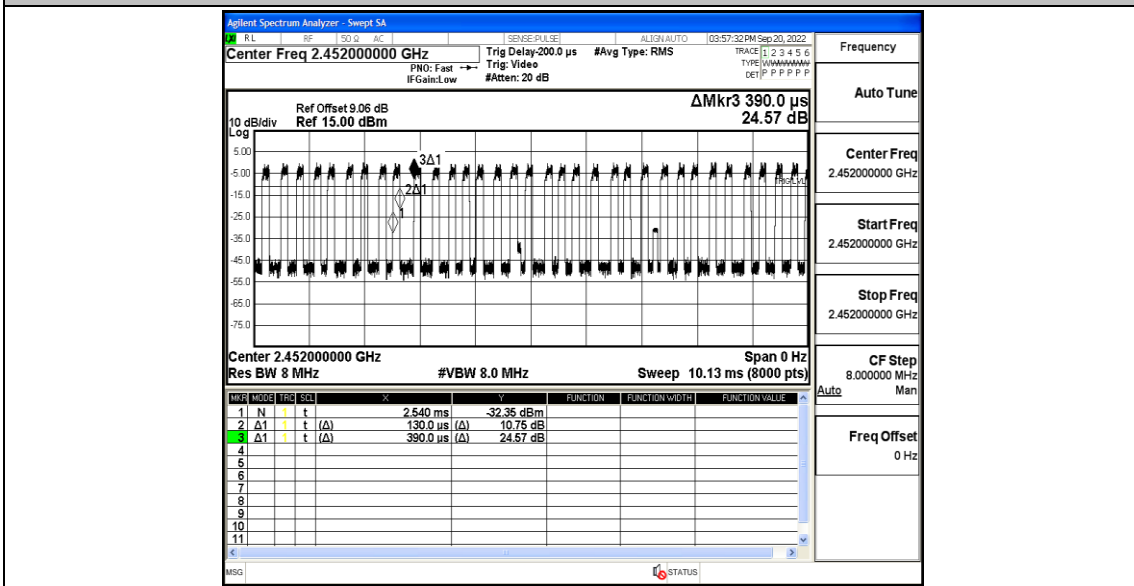 Agilent Spectrum Analyzer - Swept SA
RL RF 50 Ω AC SENSE:PULSE ALIGN AUTO 03:57:32 PM Sep 20, 2022
Center Freq 2.452000000 GHz
PNO: Fast
IFGain:Low
Trig Delay-200.0 µs
Trig: Video
#Atten: 20 dB
#Avg Type: RMS
TRACE 1 2 3 4 5 6
TYPE
DET P P P P P P
Ref Offset 9.06 dB
10 dB/div Ref 15.00 dBm
Log
ΔMkr3 390.0 µs
24.57 dB
5.00
-5.00
-15.0
-25.0
-35.0
-45.0
-55.0
-65.0
-75.0
3Δ1
2Δ1
1
TRIG LVL
Center 2.452000000 GHz Span 0 Hz
Res BW 8 MHz #VBW 8.0 MHz Sweep 10.13 ms (8000 pts)
MKR MODE TRC SCL X Y FUNCTION FUNCTION WIDTH FUNCTION VALUE
1 N 1 t 2.540 ms -32.35 dBm
2 Δ1 1 t (Δ) 130.0 µs (Δ) 10.75 dB
3 Δ1 1 t (Δ) 390.0 µs (Δ) 24.57 dB
4
5
6
7
8
9
10
11
MSG STATUS
Frequency
Auto Tune
Center Freq
2.452000000 GHz
Start Freq
2.452000000 GHz
Stop Freq
2.452000000 GHz
CF Step
8.000000 MHz
Auto Man
Freq Offset
0 Hz